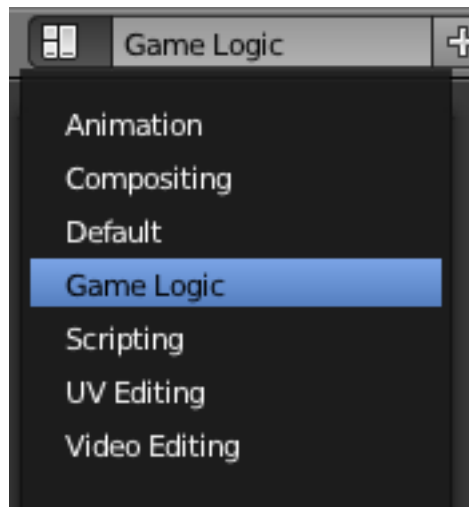 Game Logic
Animation
Compositing
Default
Game Logic
Scripting
UV Editing
Video Editing